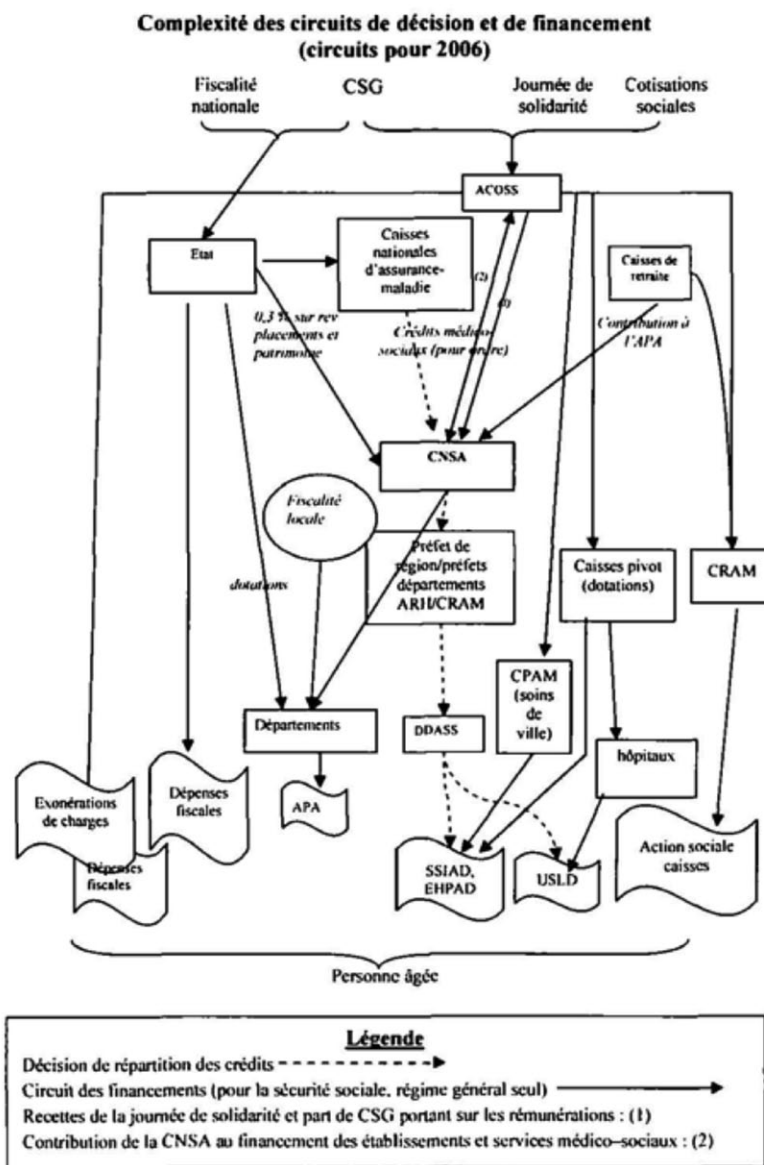 Complexité des circuits de décision et de financement
(circuits pour 2006)
Fiscalité
nationale
CSG
Journée de
solidarité
Cotisations
sociales
ACOSS
Etat
Caisses
nationales
d'assurance-
maladie
Caisses de
retraite
(2)
(1)
0,3 % sur rev
placements et
patrimoine
Crédits médico-
sociaux (pour ordre)
Contribution à
l'APA
CNSA
Fiscalité
locale
Préfet de
région/préfets
départements
ARH/CRAM
Caisses pivot
(dotations)
CRAM
dotations
CPAM
(soins
de
ville)
Départements
DDASS
hôpitaux
Exonérations
de charges
Dépenses
fiscales
APA
Dépenses
fiscales
SSIAD,
EHPAD
USLD
Action sociale
caisses
Personne âgée
Légende
Décision de répartition des crédits
Circuit des financements (pour la sécurité sociale, régime général seul)
Recettes de la journée de solidarité et part de CSG portant sur les rémunérations : (1)
Contribution de la CNSA au financement des établissements et services médico–sociaux : (2)